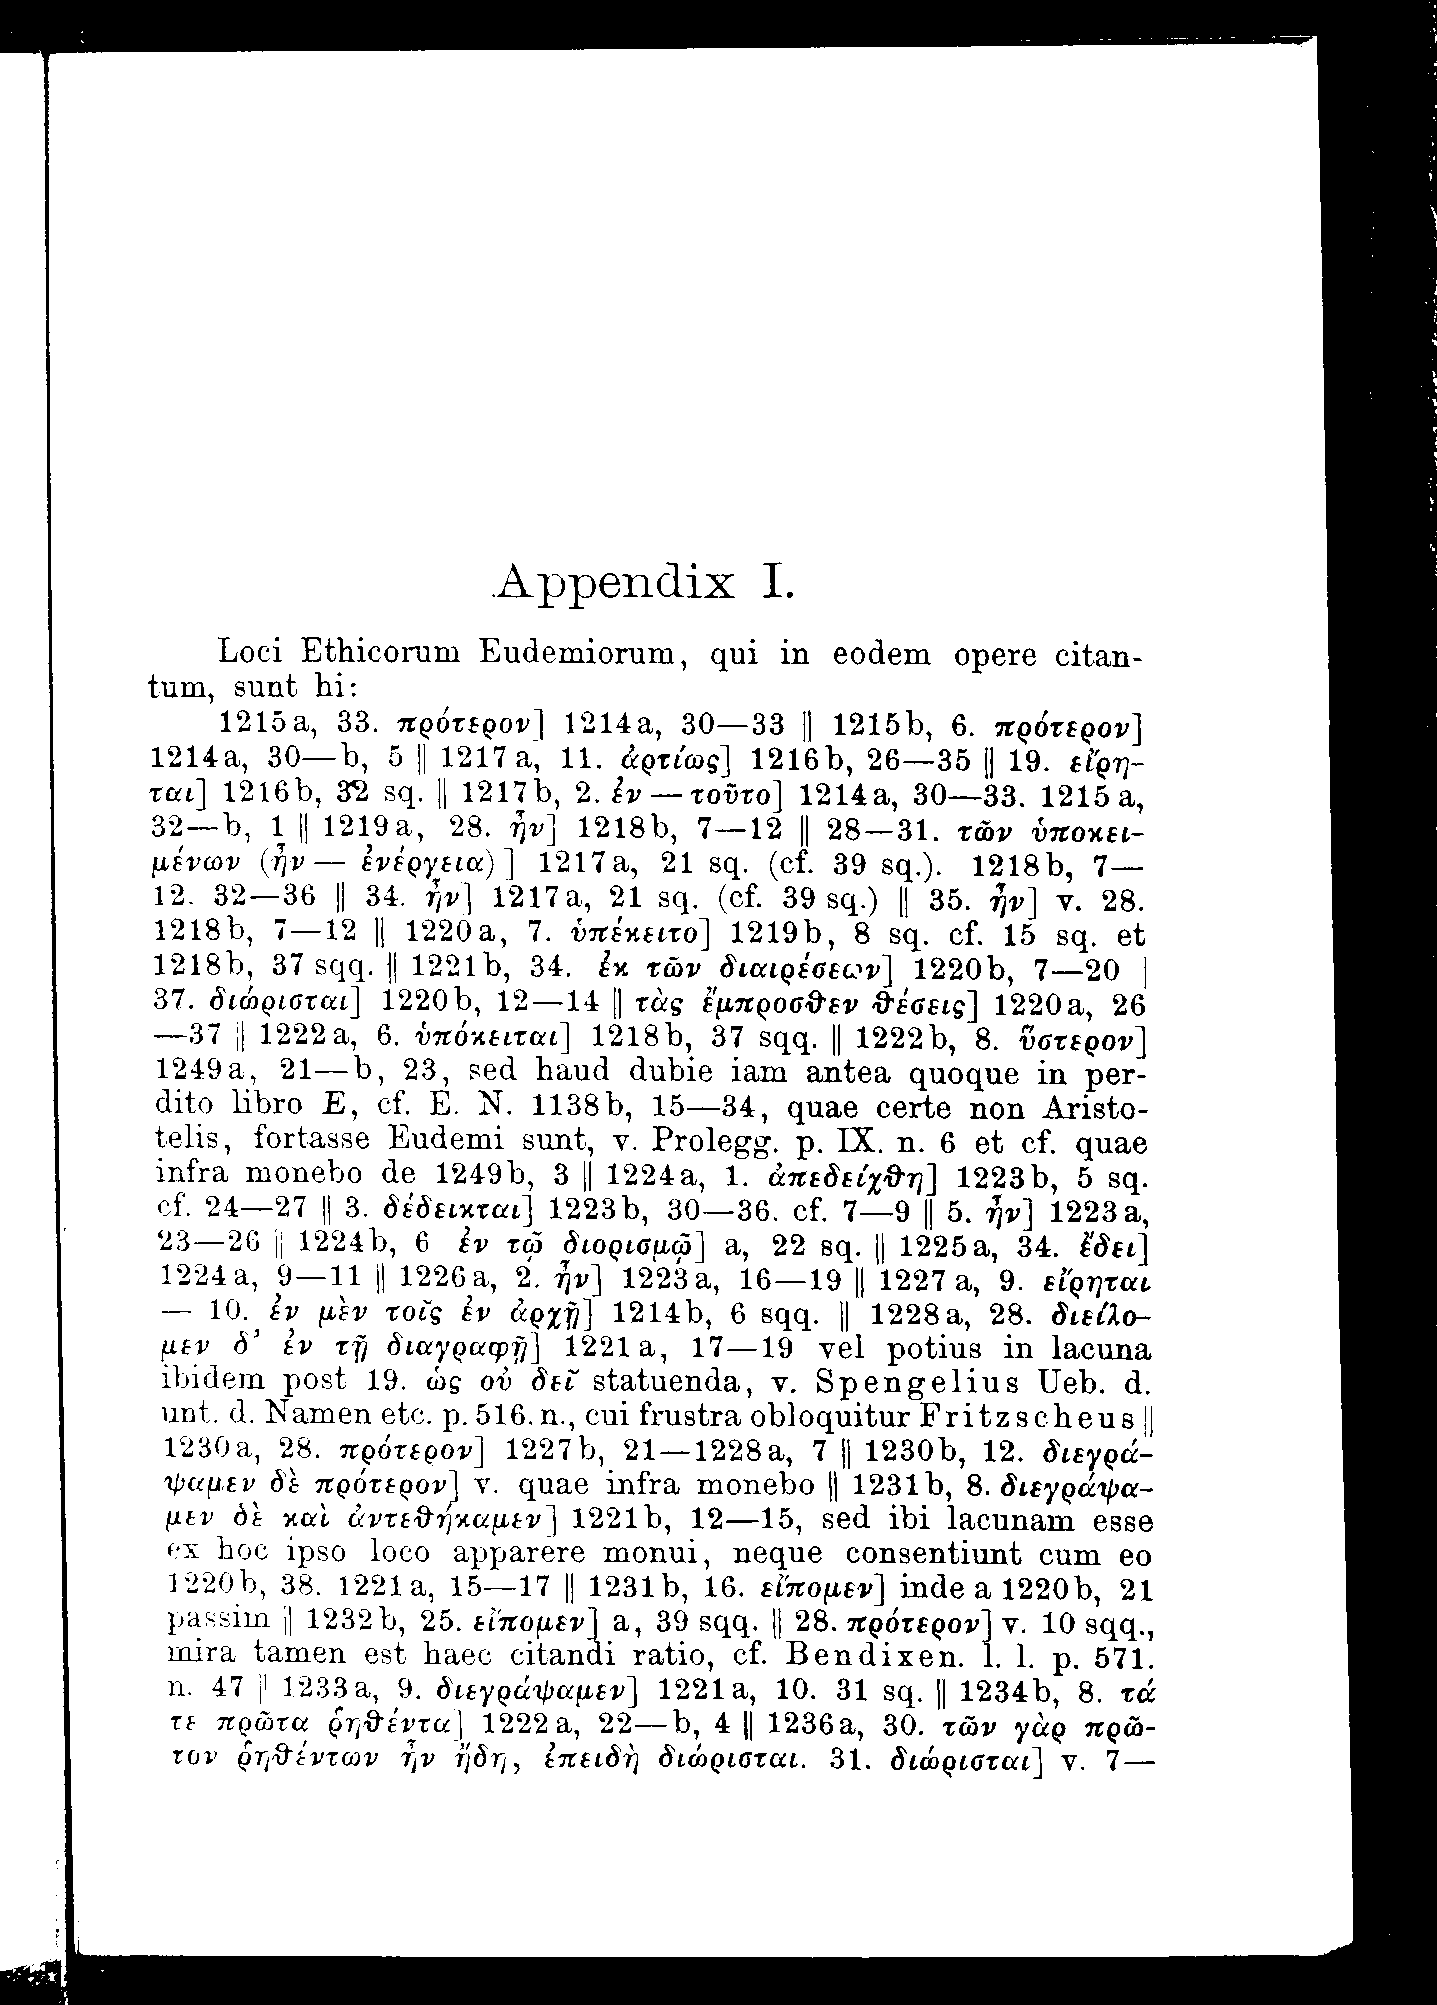 Appendix I.
Loci Ethicorum Eudemiorum, qui in eodem opere citan-
tum, sunt hi:
1215a, 33. πρότερον] 1214a, 30—33 || 1215b, 6. πρότερον]
1214a, 30—b, 5 || 1217a, 11. ἀρτίως] 1216b, 26—35 || 19. εἴρη-
ται] 1216b, 32 sq. || 1217b, 2. ἐν — τοῦτο] 1214a, 30—33. 1215a,
32—b, 1 || 1219a, 28. ἦν] 1218b, 7—12 || 28—31. τῶν ὑποκει-
μένων (ἦν — ἐνέργεια)] 1217a, 21 sq. (cf. 39 sq.). 1218b, 7—
12. 32—36 || 34. ἦν] 1217a, 21 sq. (cf. 39 sq.) || 35. ἦν] v. 28.
1218b, 7—12 || 1220a, 7. ὑπέκειτο] 1219b, 8 sq. cf. 15 sq. et
1218b, 37 sqq. || 1221b, 34. ἐκ τῶν διαιρέσεων] 1220b, 7—20 |
37. διώρισται] 1220b, 12—14 || τὰς ἔμπροσθεν θέσεις] 1220a, 26
—37 || 1222a, 6. ὑπόκειται] 1218b, 37 sqq. || 1222b, 8. ὕστερον]
1249a, 21—b, 23, sed haud dubie iam antea quoque in per-
dito libro E, cf. E. N. 1138b, 15—34, quae certe non Aristo-
telis, fortasse Eudemi sunt, v. Prolegg. p. IX. n. 6 et cf. quae
infra monebo de 1249b, 3 || 1224a, 1. ἀπεδείχθη] 1223b, 5 sq.
cf. 24—27 || 3. δέδεικται] 1223b, 30—36. cf. 7—9 || 5. ἦν] 1223a,
23—26 || 1224b, 6 ἐν τῷ διορισμῷ] a, 22 sq. || 1225a, 34. ἔδει]
1224a, 9—11 || 1226a, 2. ἦν] 1223a, 16—19 || 1227a, 9. εἴρηται
— 10. ἐν μὲν τοῖς ἐν ἀρχῇ] 1214b, 6 sqq. || 1228a, 28. διείλο-
μεν δ’ ἐν τῇ διαγραφῇ] 1221a, 17—19 vel potius in lacuna
ibidem post 19. ὡς οὐ δεῖ statuenda, v. Spengelius Ueb. d.
unt. d. Namen etc. p. 516. n., cui frustra obloquitur Fritzscheus ||
1230a, 28. πρότερον] 1227b, 21—1228a, 7 || 1230b, 12. διεγρά-
ψαμεν δὲ πρότερον] v. quae infra monebo || 1231b, 8. διεγράψα-
μεν δὲ καὶ ἀντεθήκαμεν] 1221b, 12—15, sed ibi lacunam esse
ex hoc ipso loco apparere monui, neque consentiunt cum eo
1220b, 38. 1221a, 15—17 || 1231b, 16. εἴπομεν] inde a 1220b, 21
passim || 1232b, 25. εἴπομεν] a, 39 sqq. || 28. πρότερον] v. 10 sqq.,
mira tamen est haec citandi ratio, cf. Bendixen. l. l. p. 571.
n. 47 || 1233a, 9. διεγράψαμεν] 1221a, 10. 31 sq. || 1234b, 8. τά
τε πρῶτα ῥηθέντα] 1222a, 22—b, 4 || 1236a, 30. τῶν γὰρ πρῶ-
τον ῥηθέντων ἦν ἤδη, ἐπειδὴ διώρισται. 31. διώρισται] v. 7—